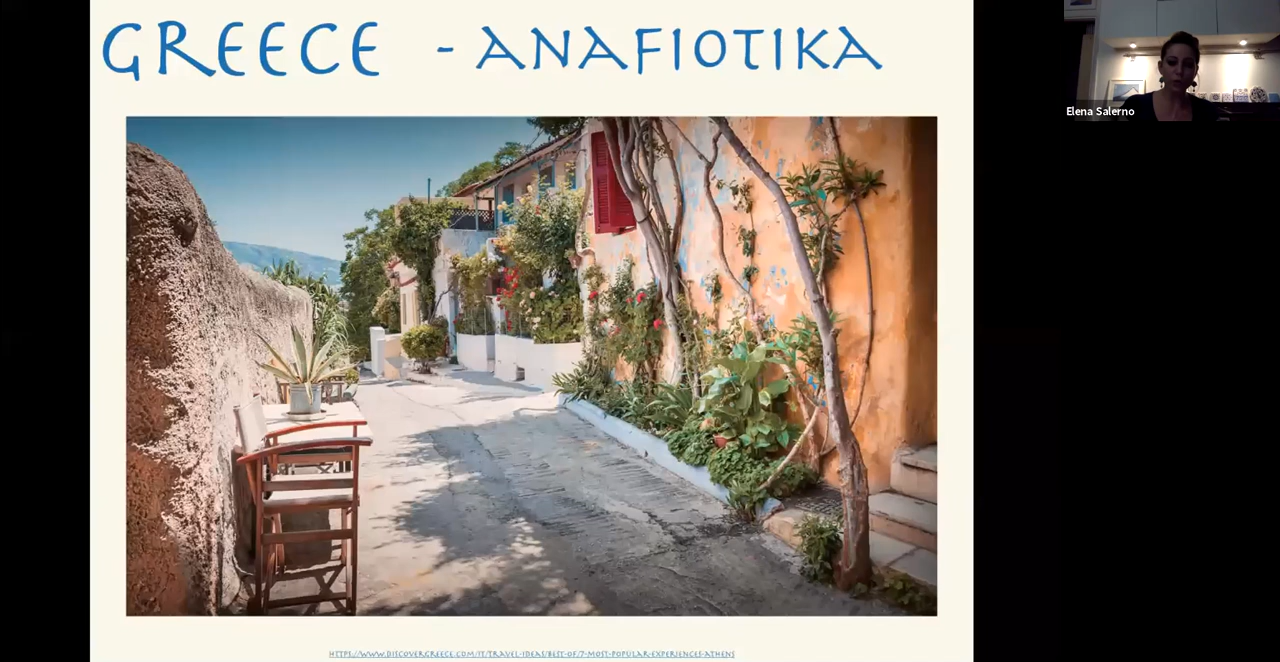 GREECE - ANAFIOTIKA
Elena Salerno
HTTPS://WWW.DISCOVERGREECE.COM/IT/TRAVEL-IDEAS/BEST-OF/7-MOST-POPULAR-EXPERIENCES-ATHENS